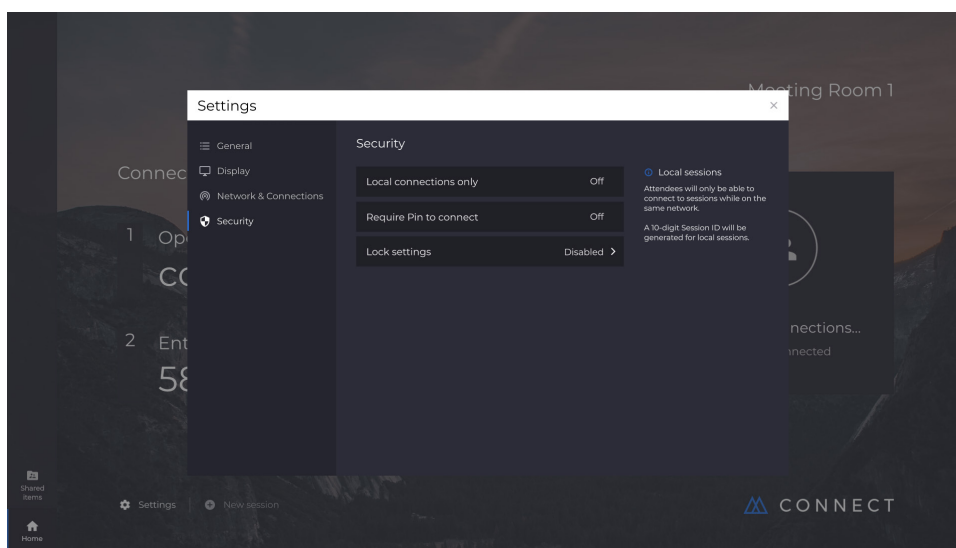 Meeting Room 1
Settings
General
Display
Network & Connections
Security
Security
Local connections only Off
Require Pin to connect Off
Lock settings Disabled
Local sessions
Attendees will only be able to
connect to sessions while on the
same network.
A 10-digit Session ID will be
generated for local sessions.
Connec
1 Op
co
2 Ent
58
nections...
nnected
Shared
items
Home
Settings
New session
CONNECT